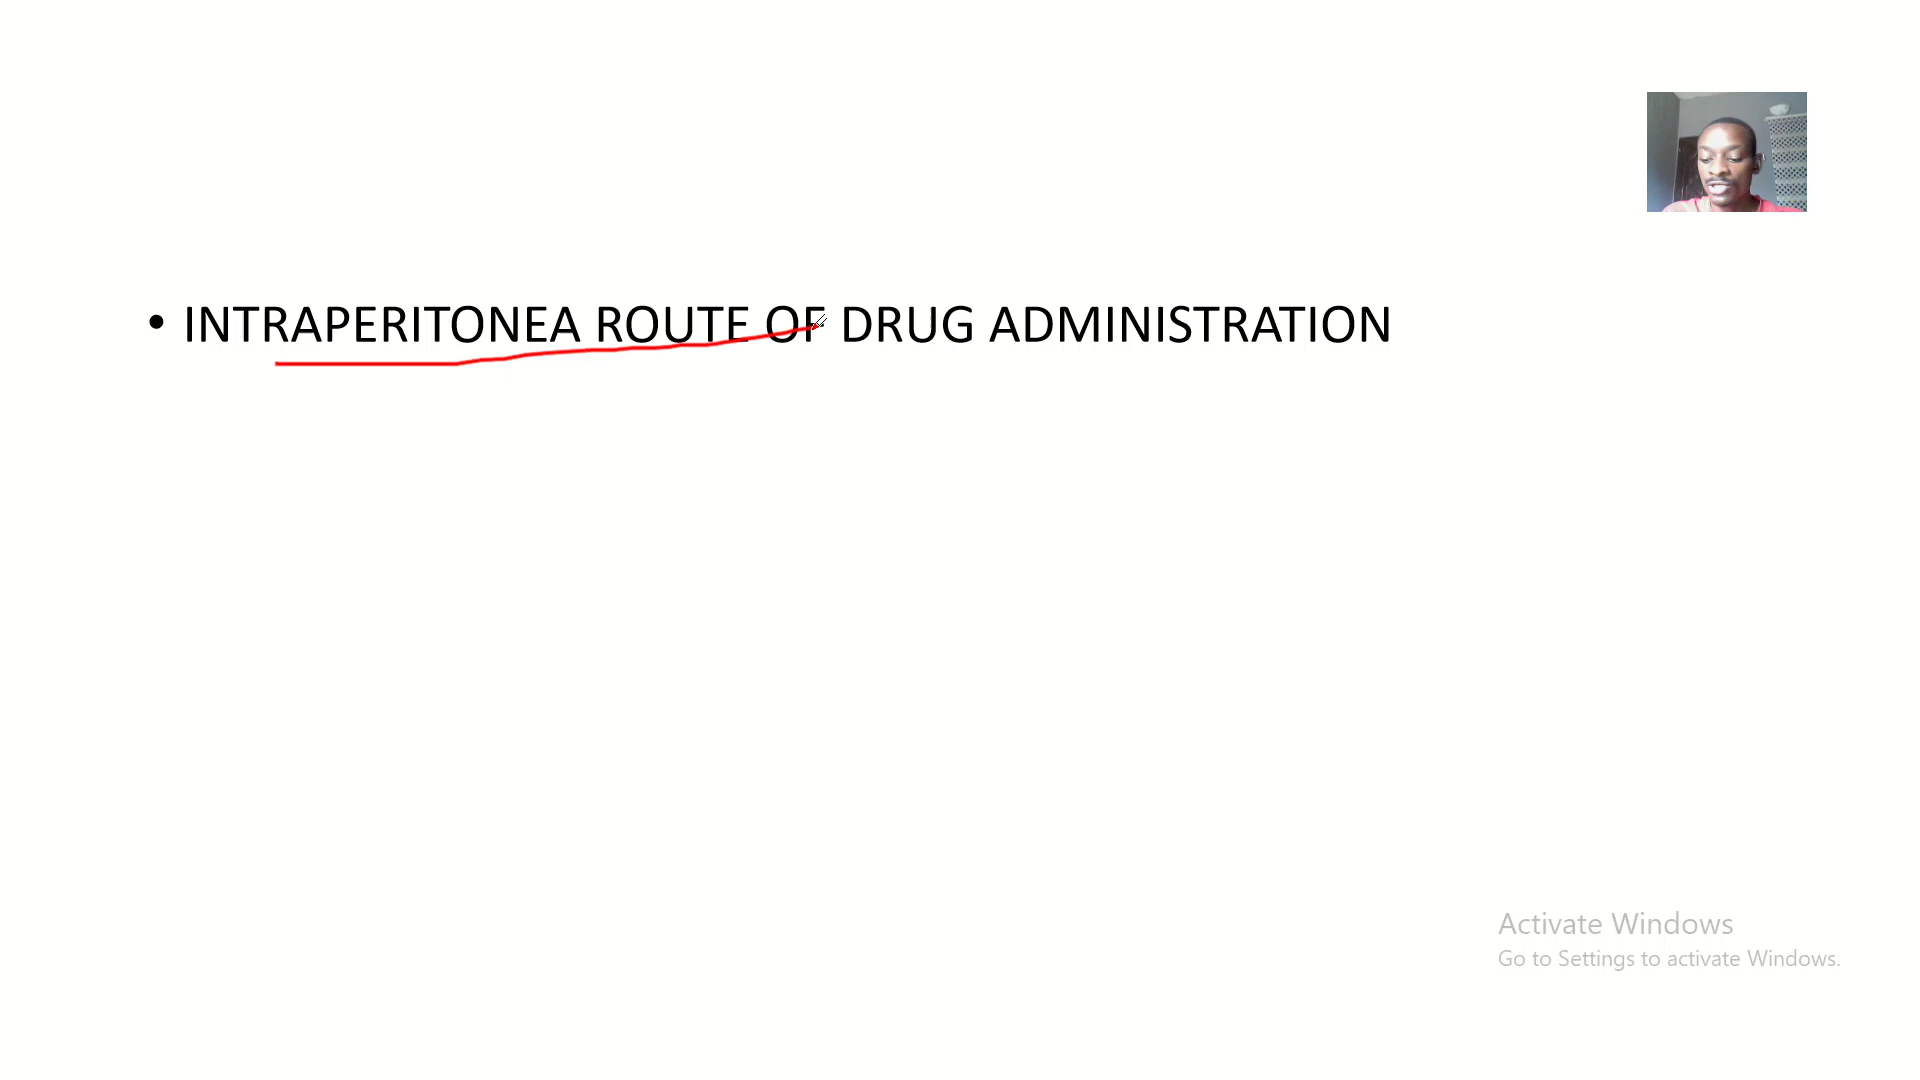 • INTRAPERITONEA ROUTE OF DRUG ADMINISTRATION
Activate Windows
Go to Settings to activate Windows.